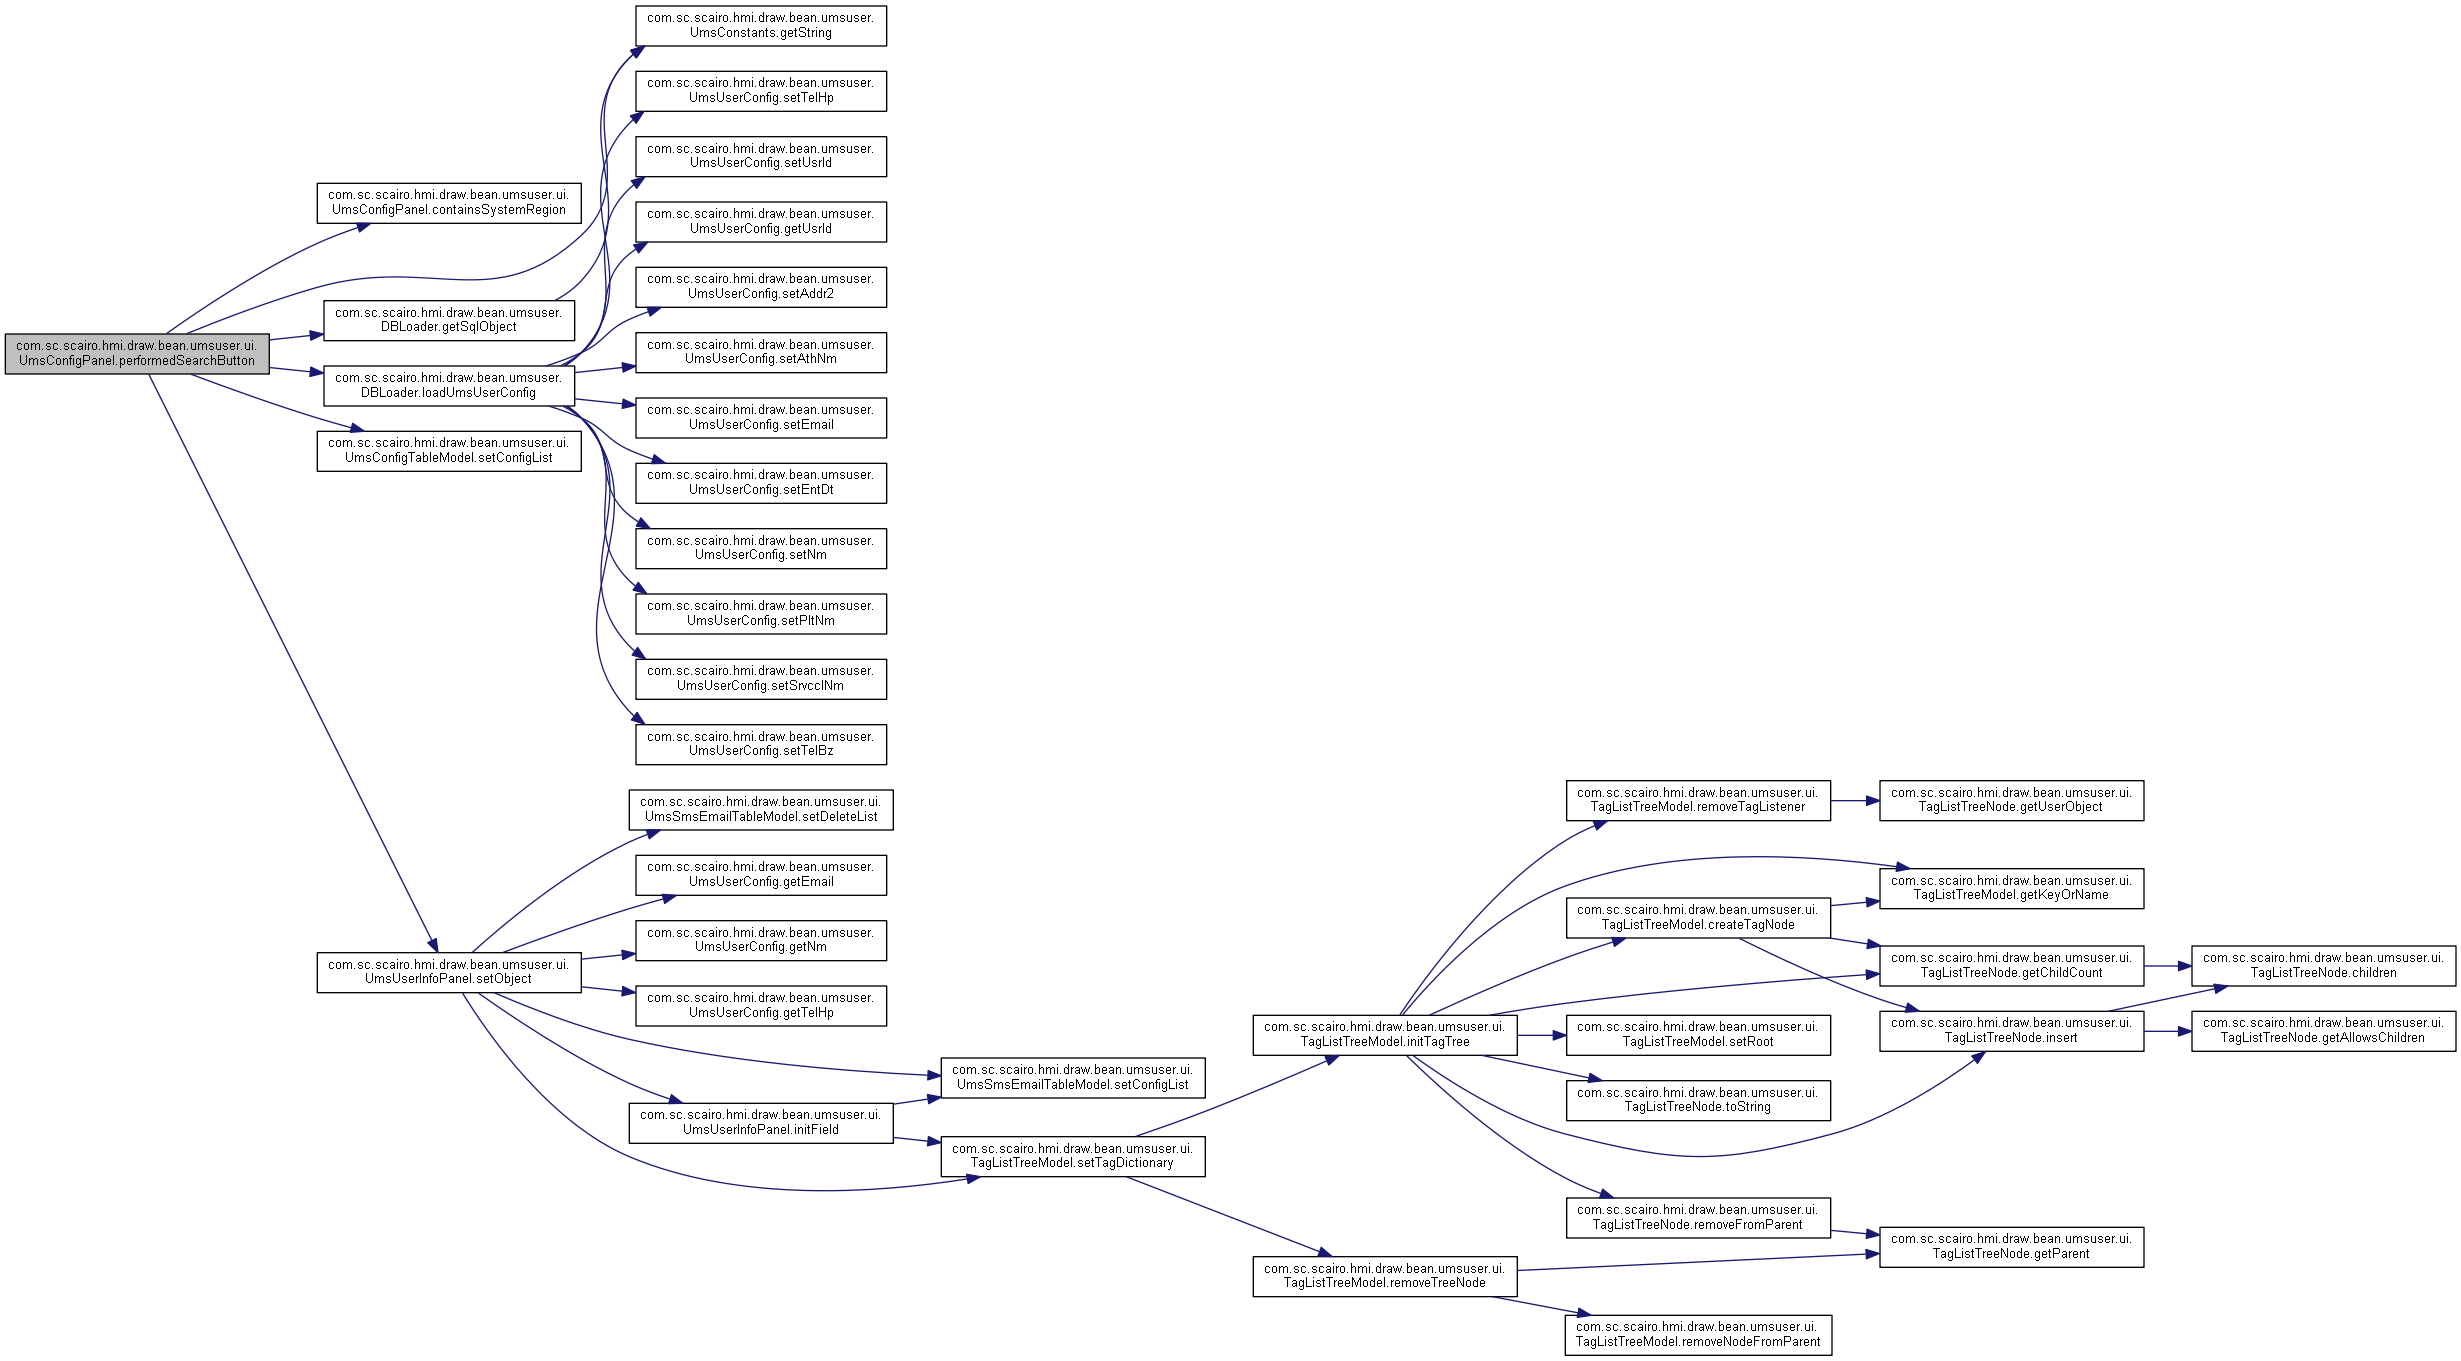 com.sc.scairo.hmi.draw.bean.umsuser.ui.
UmsConfigPanel.performedSearchButton
com.sc.scairo.hmi.draw.bean.umsuser.ui.
UmsConfigPanel.containsSystemRegion
com.sc.scairo.hmi.draw.bean.umsuser.
DBLoader.getSqlObject
com.sc.scairo.hmi.draw.bean.umsuser.
DBLoader.loadUmsUserConfig
com.sc.scairo.hmi.draw.bean.umsuser.ui.
UmsConfigTableModel.setConfigList
com.sc.scairo.hmi.draw.bean.umsuser.ui.
UmsUserInfoPanel.setObject
com.sc.scairo.hmi.draw.bean.umsuser.
UmsConstants.getString
com.sc.scairo.hmi.draw.bean.umsuser.
UmsUserConfig.setTelHp
com.sc.scairo.hmi.draw.bean.umsuser.
UmsUserConfig.setUsrId
com.sc.scairo.hmi.draw.bean.umsuser.
UmsUserConfig.getUsrId
com.sc.scairo.hmi.draw.bean.umsuser.
UmsUserConfig.setAddr2
com.sc.scairo.hmi.draw.bean.umsuser.
UmsUserConfig.setAthNm
com.sc.scairo.hmi.draw.bean.umsuser.
UmsUserConfig.setEmail
com.sc.scairo.hmi.draw.bean.umsuser.
UmsUserConfig.setEntDt
com.sc.scairo.hmi.draw.bean.umsuser.
UmsUserConfig.setNm
com.sc.scairo.hmi.draw.bean.umsuser.
UmsUserConfig.setPltNm
com.sc.scairo.hmi.draw.bean.umsuser.
UmsUserConfig.setSrvcclNm
com.sc.scairo.hmi.draw.bean.umsuser.
UmsUserConfig.setTelBz
com.sc.scairo.hmi.draw.bean.umsuser.ui.
UmsSmsEmailTableModel.setDeleteList
com.sc.scairo.hmi.draw.bean.umsuser.
UmsUserConfig.getEmail
com.sc.scairo.hmi.draw.bean.umsuser.
UmsUserConfig.getNm
com.sc.scairo.hmi.draw.bean.umsuser.
UmsUserConfig.getTelHp
com.sc.scairo.hmi.draw.bean.umsuser.ui.
UmsUserInfoPanel.initField
com.sc.scairo.hmi.draw.bean.umsuser.ui.
UmsSmsEmailTableModel.setConfigList
com.sc.scairo.hmi.draw.bean.umsuser.ui.
TagListTreeModel.setTagDictionary
com.sc.scairo.hmi.draw.bean.umsuser.ui.
TagListTreeModel.initTagTree
com.sc.scairo.hmi.draw.bean.umsuser.ui.
TagListTreeModel.removeTreeNode
com.sc.scairo.hmi.draw.bean.umsuser.ui.
TagListTreeModel.removeTagListener
com.sc.scairo.hmi.draw.bean.umsuser.ui.
TagListTreeModel.createTagNode
com.sc.scairo.hmi.draw.bean.umsuser.ui.
TagListTreeModel.setRoot
com.sc.scairo.hmi.draw.bean.umsuser.ui.
TagListTreeNode.toString
com.sc.scairo.hmi.draw.bean.umsuser.ui.
TagListTreeNode.removeFromParent
com.sc.scairo.hmi.draw.bean.umsuser.ui.
TagListTreeModel.removeNodeFromParent
com.sc.scairo.hmi.draw.bean.umsuser.ui.
TagListTreeNode.getUserObject
com.sc.scairo.hmi.draw.bean.umsuser.ui.
TagListTreeModel.getKeyOrName
com.sc.scairo.hmi.draw.bean.umsuser.ui.
TagListTreeNode.getChildCount
com.sc.scairo.hmi.draw.bean.umsuser.ui.
TagListTreeNode.insert
com.sc.scairo.hmi.draw.bean.umsuser.ui.
TagListTreeNode.getParent
com.sc.scairo.hmi.draw.bean.umsuser.ui.
TagListTreeNode.children
com.sc.scairo.hmi.draw.bean.umsuser.ui.
TagListTreeNode.getAllowsChildren